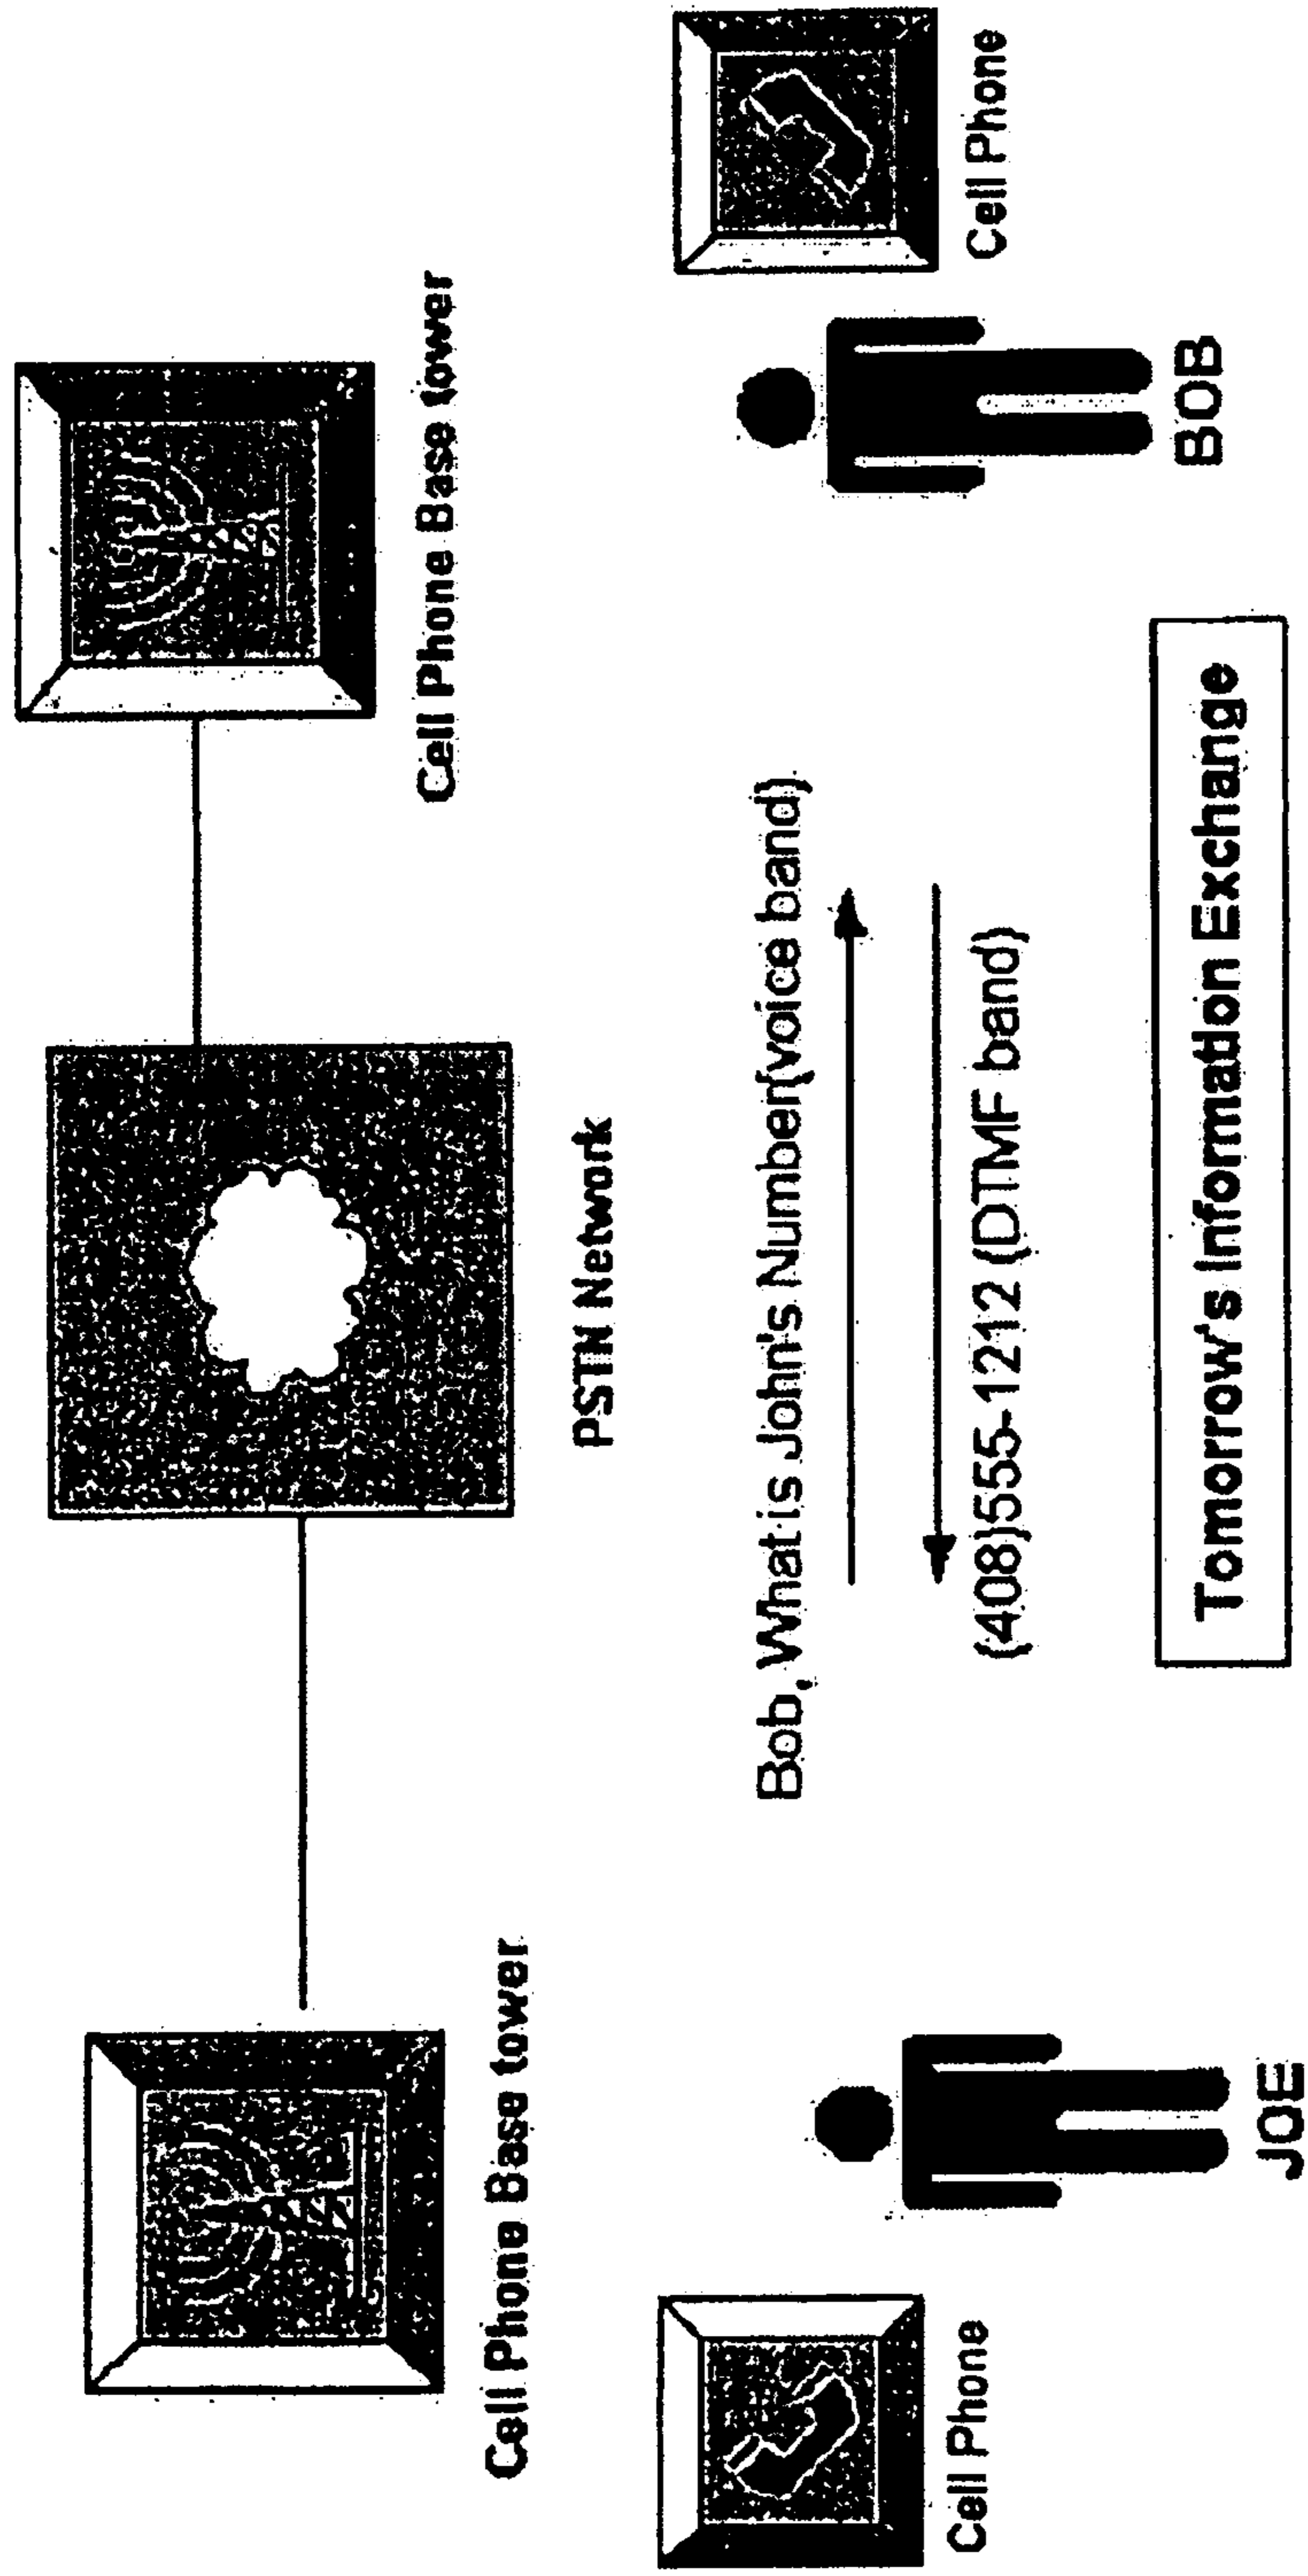 Cell Phone Base tower
PSTN Network
Cell Phone Base tower
Cell Phone
JOE
Bob, What is John's Number(voice band)
(408)555-1212 (DTMF band)
BOB
Cell Phone
Tomorrow's Information Exchange